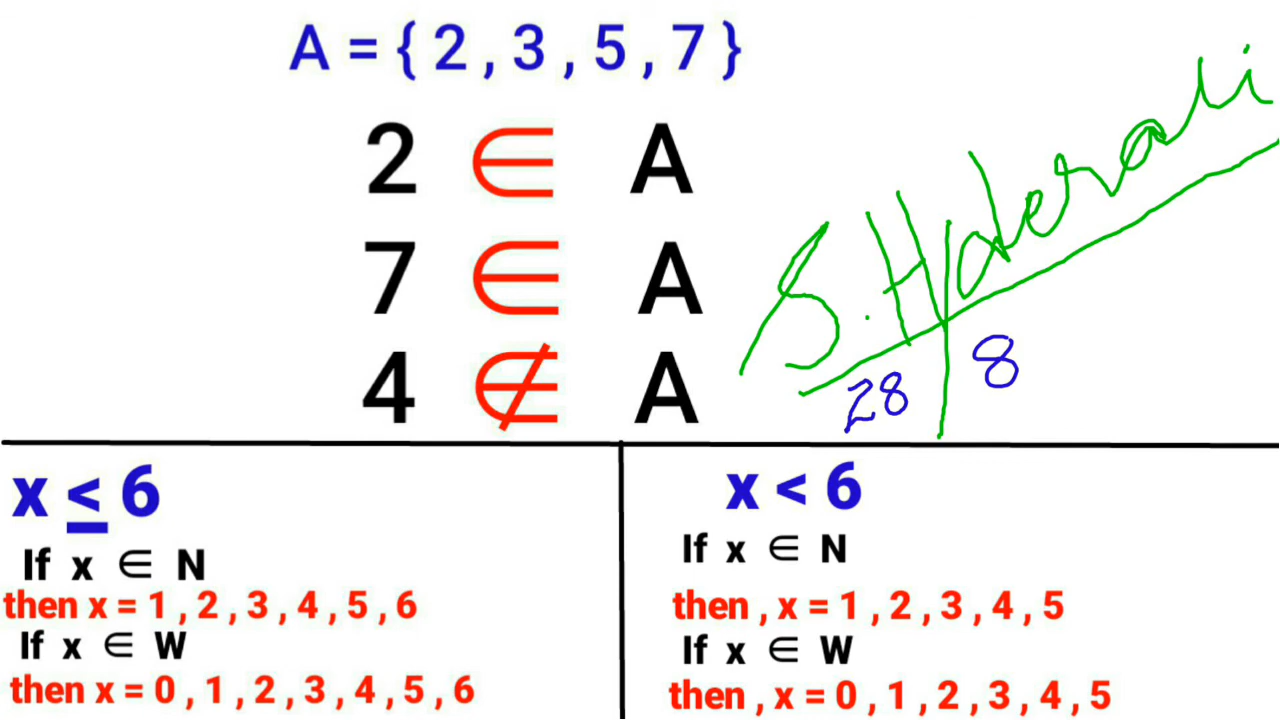 A = { 2 , 3 , 5 , 7 }
2 ∈ A
7 ∈ A
4 ∉ A
28 8
x ≤ 6
If x ∈ N
then x = 1 , 2 , 3 , 4 , 5 , 6
If x ∈ W
then x = 0 , 1 , 2 , 3 , 4 , 5 , 6
x < 6
If x ∈ N
then , x = 1 , 2 , 3 , 4 , 5
If x ∈ W
then , x = 0 , 1 , 2 , 3 , 4 , 5